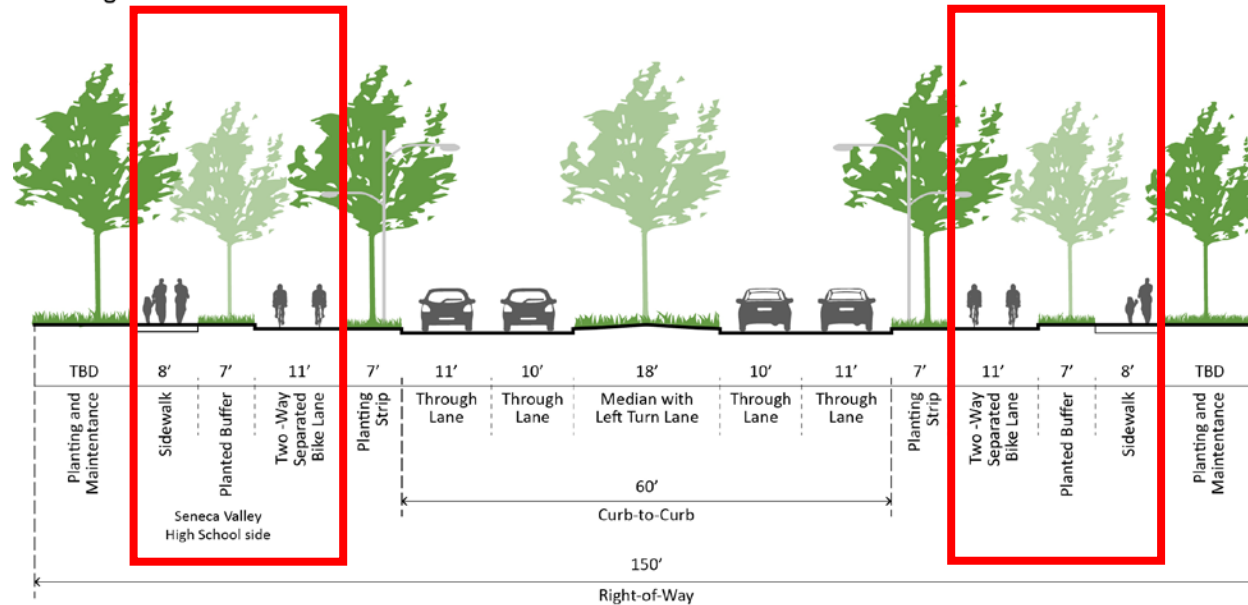 TBD
8'
7'
11'
7'
11'
10'
18'
10'
11'
7'
11'
7'
8'
TBD
Planting and
Maintentance
Sidewalk
Planted Buffer
Two -Way
Separated
Bike Lane
Planting
Strip
Through
Lane
Through
Lane
Median with
Left Turn Lane
Through
Lane
Through
Lane
Planting
Strip
Two -Way
Separated
Bike Lane
Planted Buffer
Sidewalk
Planting and
Maintentance
Seneca Valley
High School side
60'
Curb-to-Curb
150'
Right-of-Way